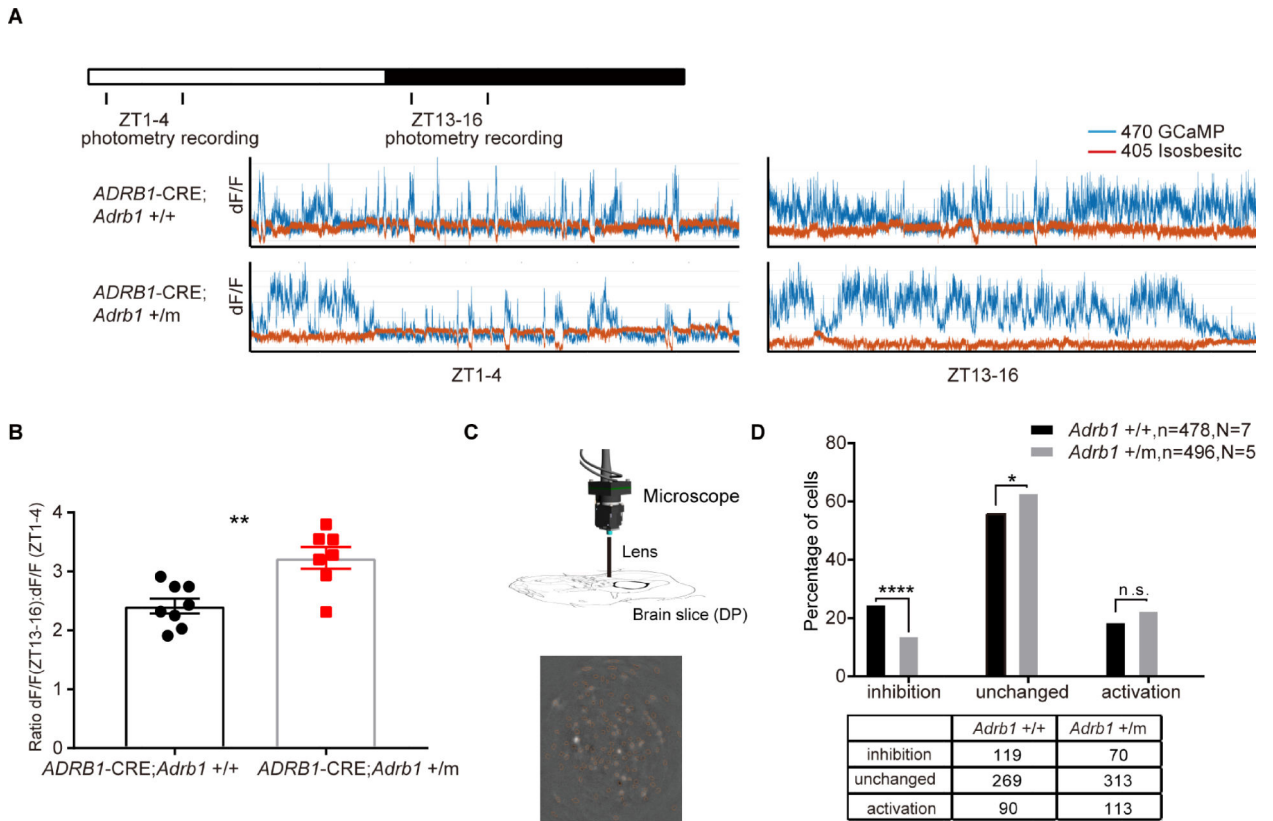 A
ZT1-4
photometry recording
ZT13-16
photometry recording
470 GCaMP
405 Isosbesitc
ADRB1-CRE;
Adrb1 +/+
dF/F
ADRB1-CRE;
Adrb1 +/m
dF/F
ZT1-4
ZT13-16
B
Ratio dF/F(ZT13-16):dF/F (ZT1-4)
4
3
2
1
0
**
ADRB1-CRE;Adrb1 +/+
ADRB1-CRE;Adrb1 +/m
C
Microscope
Lens
Brain slice (DP)
D
Adrb1 +/+,n=478,N=7
Adrb1 +/m,n=496,N=5
Percentage of cells
80
60
40
20
0
****
*
n .s.
inhibition unchanged activation
Adrb1 +/+ Adrb1 +/m
inhibition 119 70
unchanged 269 313
activation 90 113